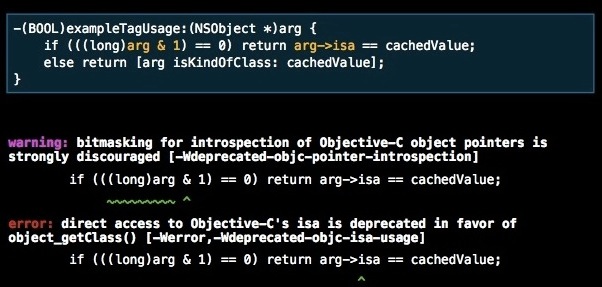 -(BOOL)exampleTagUsage:(NSObject *)arg {
    if (((long)arg & 1) == 0) return arg->isa == cachedValue;
    else return [arg isKindOfClass: cachedValue];
}
warning: bitmasking for introspection of Objective-C object pointers is
strongly discouraged [-Wdeprecated-objc-pointer-introspection]
        if (((long)arg & 1) == 0) return arg->isa == cachedValue;
             ~~~~~~~~~ ^
error: direct access to Objective-C's isa is deprecated in favor of
object_getClass() [-Werror,-Wdeprecated-objc-isa-usage]
        if (((long)arg & 1) == 0) return arg->isa == cachedValue;
                                              ^